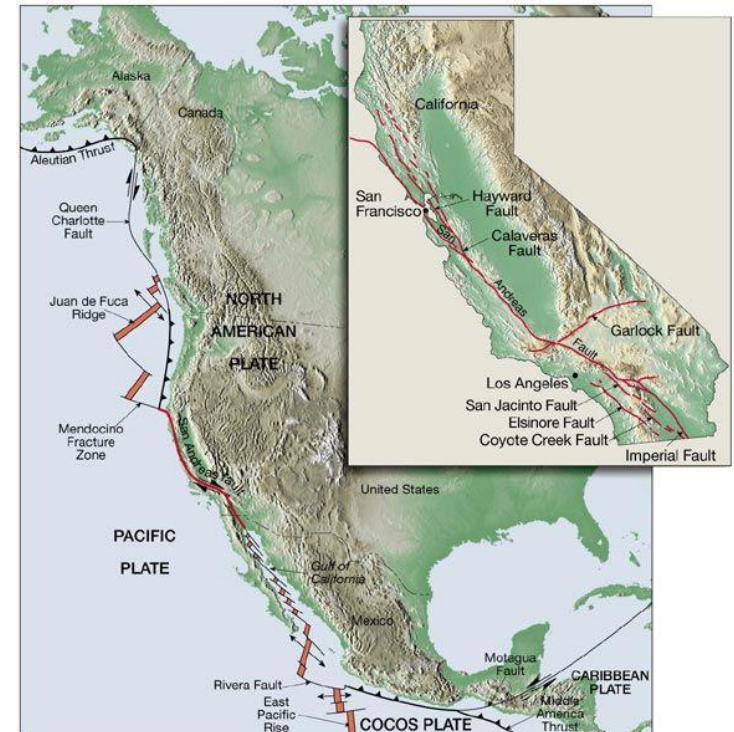 Alaska
Canada
Aleutian Thrust
Queen
Charlotte
Fault
Juan de Fuca
Ridge
NORTH
AMERICAN
PLATE
Mendocino
Fracture
Zone
San Andreas Fault
United States
PACIFIC
PLATE
Gulf of
California
Mexico
Rivera Fault
East
Pacific
Rise
COCOS PLATE
Motagua
Fault
CARIBBEAN
PLATE
Middle
America
Thrust
California
San
Francisco
Hayward
Fault
Calaveras
Fault
San
Andreas
Fault
Garlock Fault
Los Angeles
San Jacinto Fault
Elsinore Fault
Coyote Creek Fault
Imperial Fault